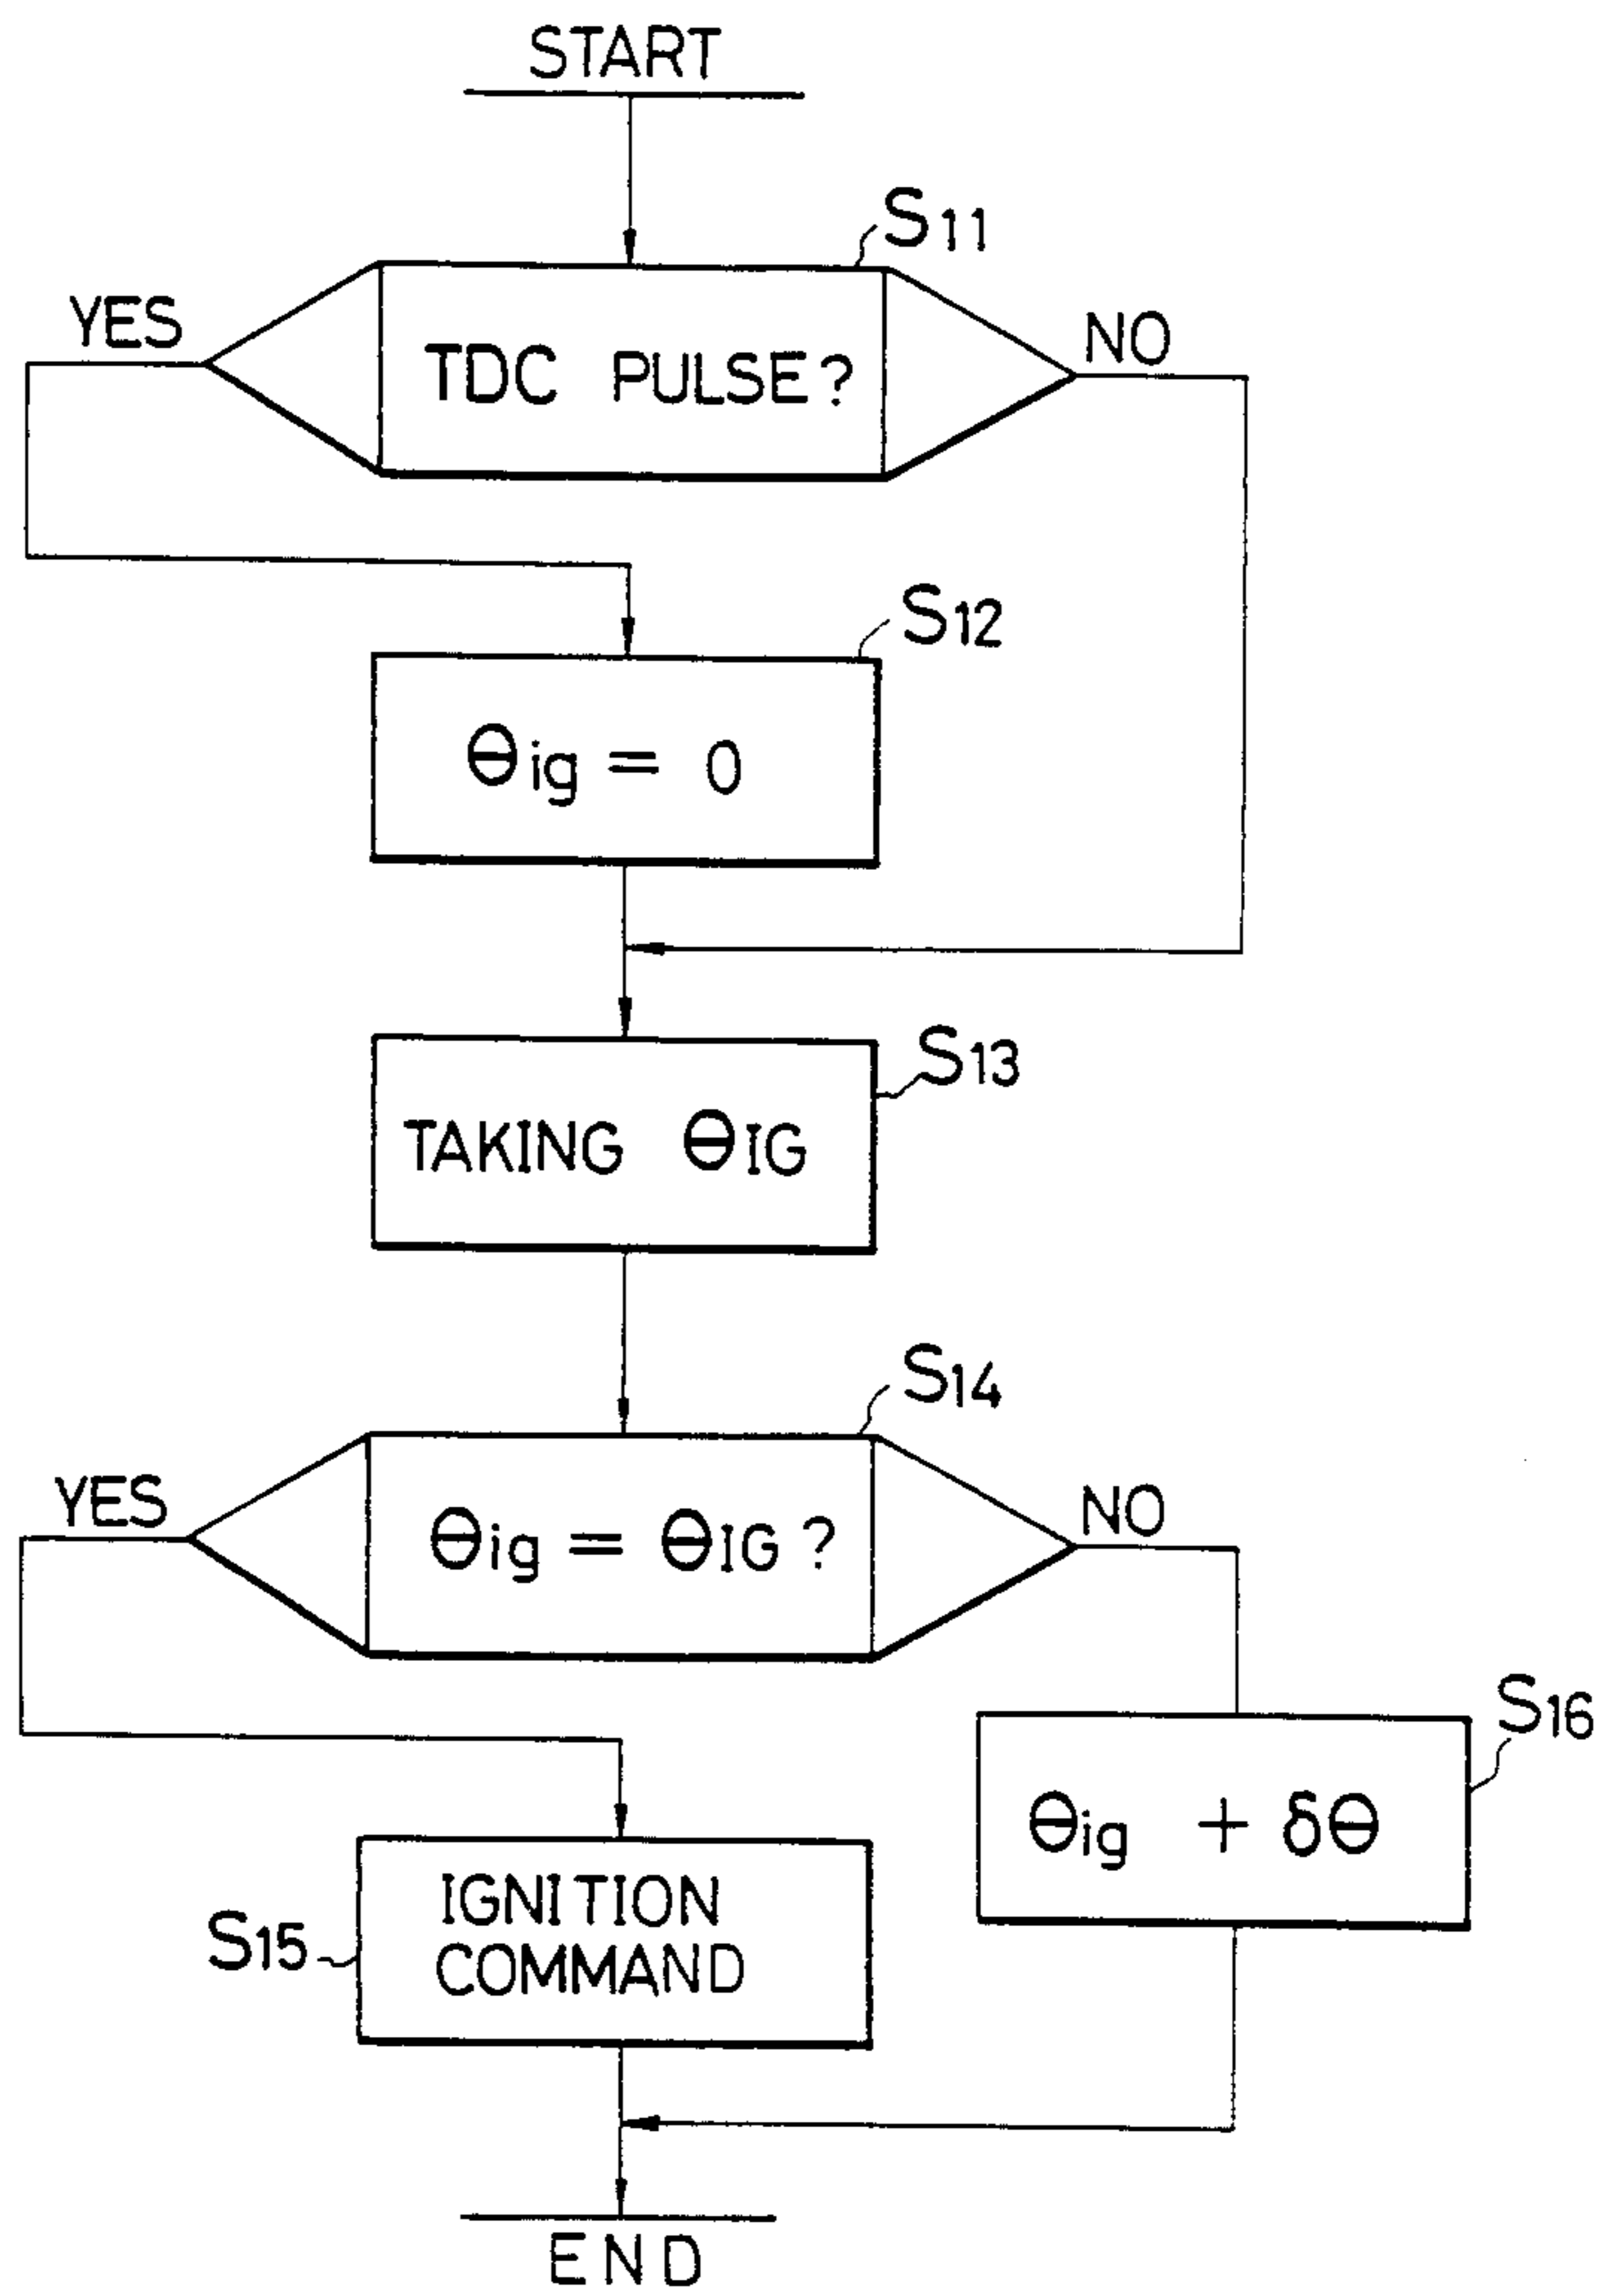 START
S11
YES
TDC PULSE?
NO
S12
Θig = 0
S13
TAKING ΘIG
S14
YES
Θig = ΘIG?
NO
S16
Θig + δΘ
S15
IGNITION
COMMAND
END